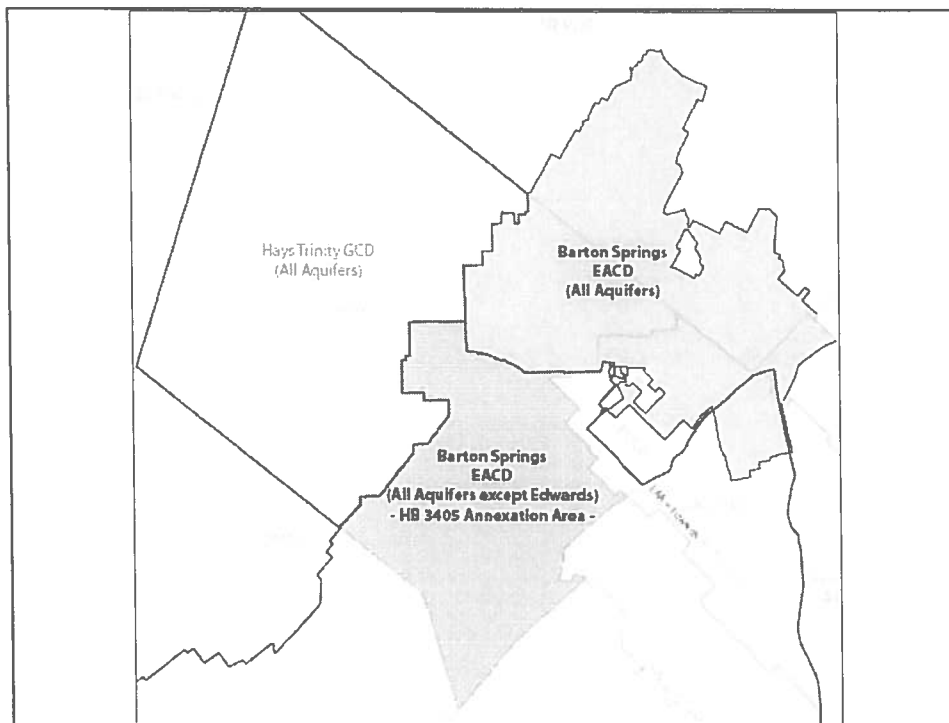 Hays Trinity GCD
(All Aquifers)
Barton Springs
EACD
(All Aquifers)
Barton Springs
EACD
(All Aquifers except Edwards)
- HB 3405 Annexation Area -